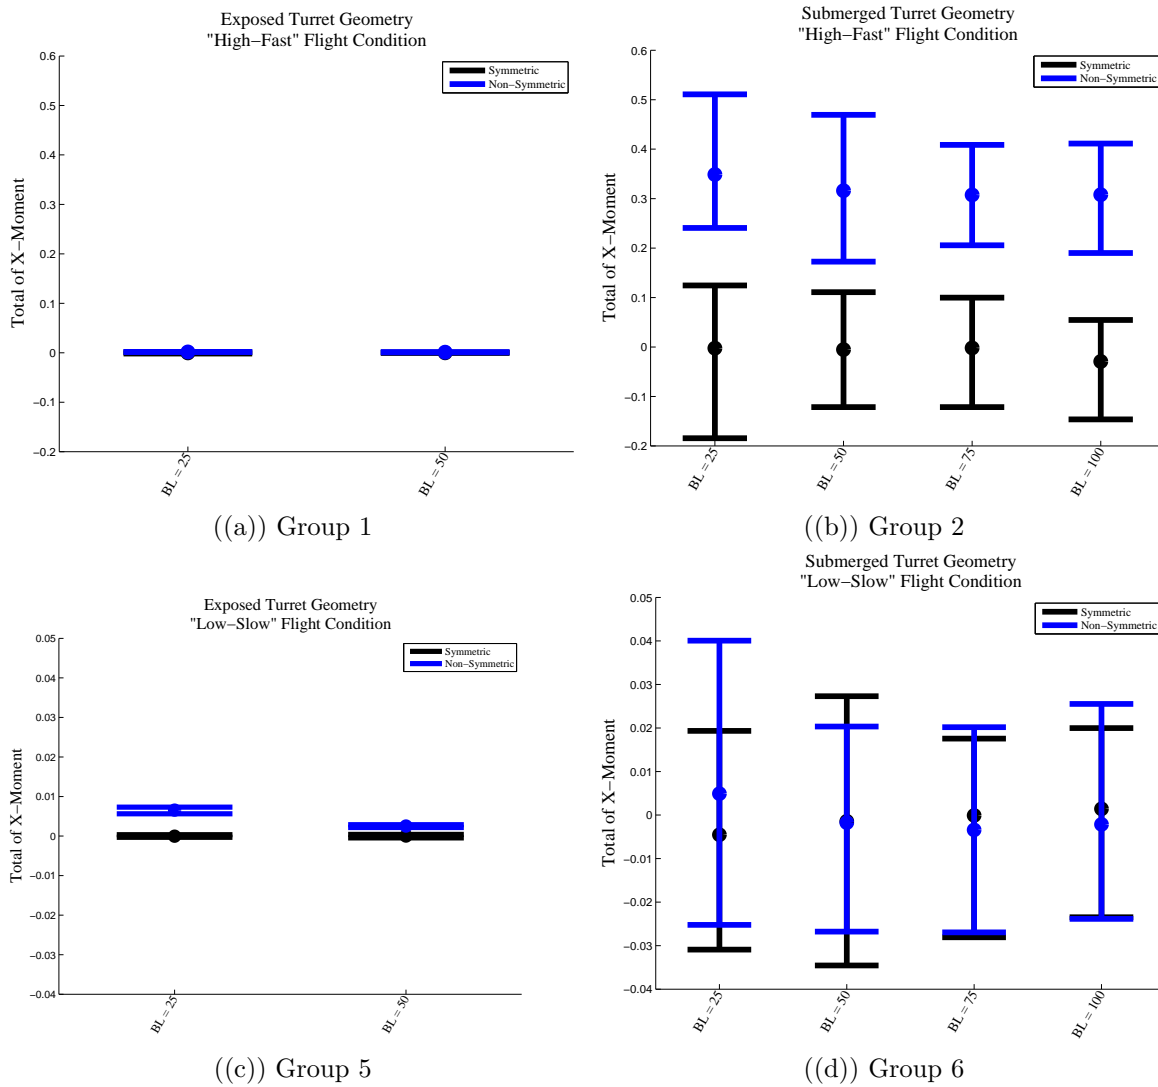 Exposed Turret Geometry
"High−Fast" Flight Condition
Symmetric
Non−Symmetric
Total of X−Moment
0.6
0.5
0.4
0.3
0.2
0.1
0
−0.1
−0.2
BL = 25
BL = 50
((a)) Group 1
Submerged Turret Geometry
"High−Fast" Flight Condition
Symmetric
Non−Symmetric
Total of X−Moment
0.6
0.5
0.4
0.3
0.2
0.1
0
−0.1
−0.2
BL = 25
BL = 50
BL = 75
BL = 100
((b)) Group 2
Exposed Turret Geometry
"Low−Slow" Flight Condition
Symmetric
Non−Symmetric
Total of X−Moment
0.05
0.04
0.03
0.02
0.01
0
−0.01
−0.02
−0.03
−0.04
BL = 25
BL = 50
((c)) Group 5
Submerged Turret Geometry
"Low−Slow" Flight Condition
Symmetric
Non−Symmetric
Total of X−Moment
0.05
0.04
0.03
0.02
0.01
0
−0.01
−0.02
−0.03
−0.04
BL = 25
BL = 50
BL = 75
BL = 100
((d)) Group 6